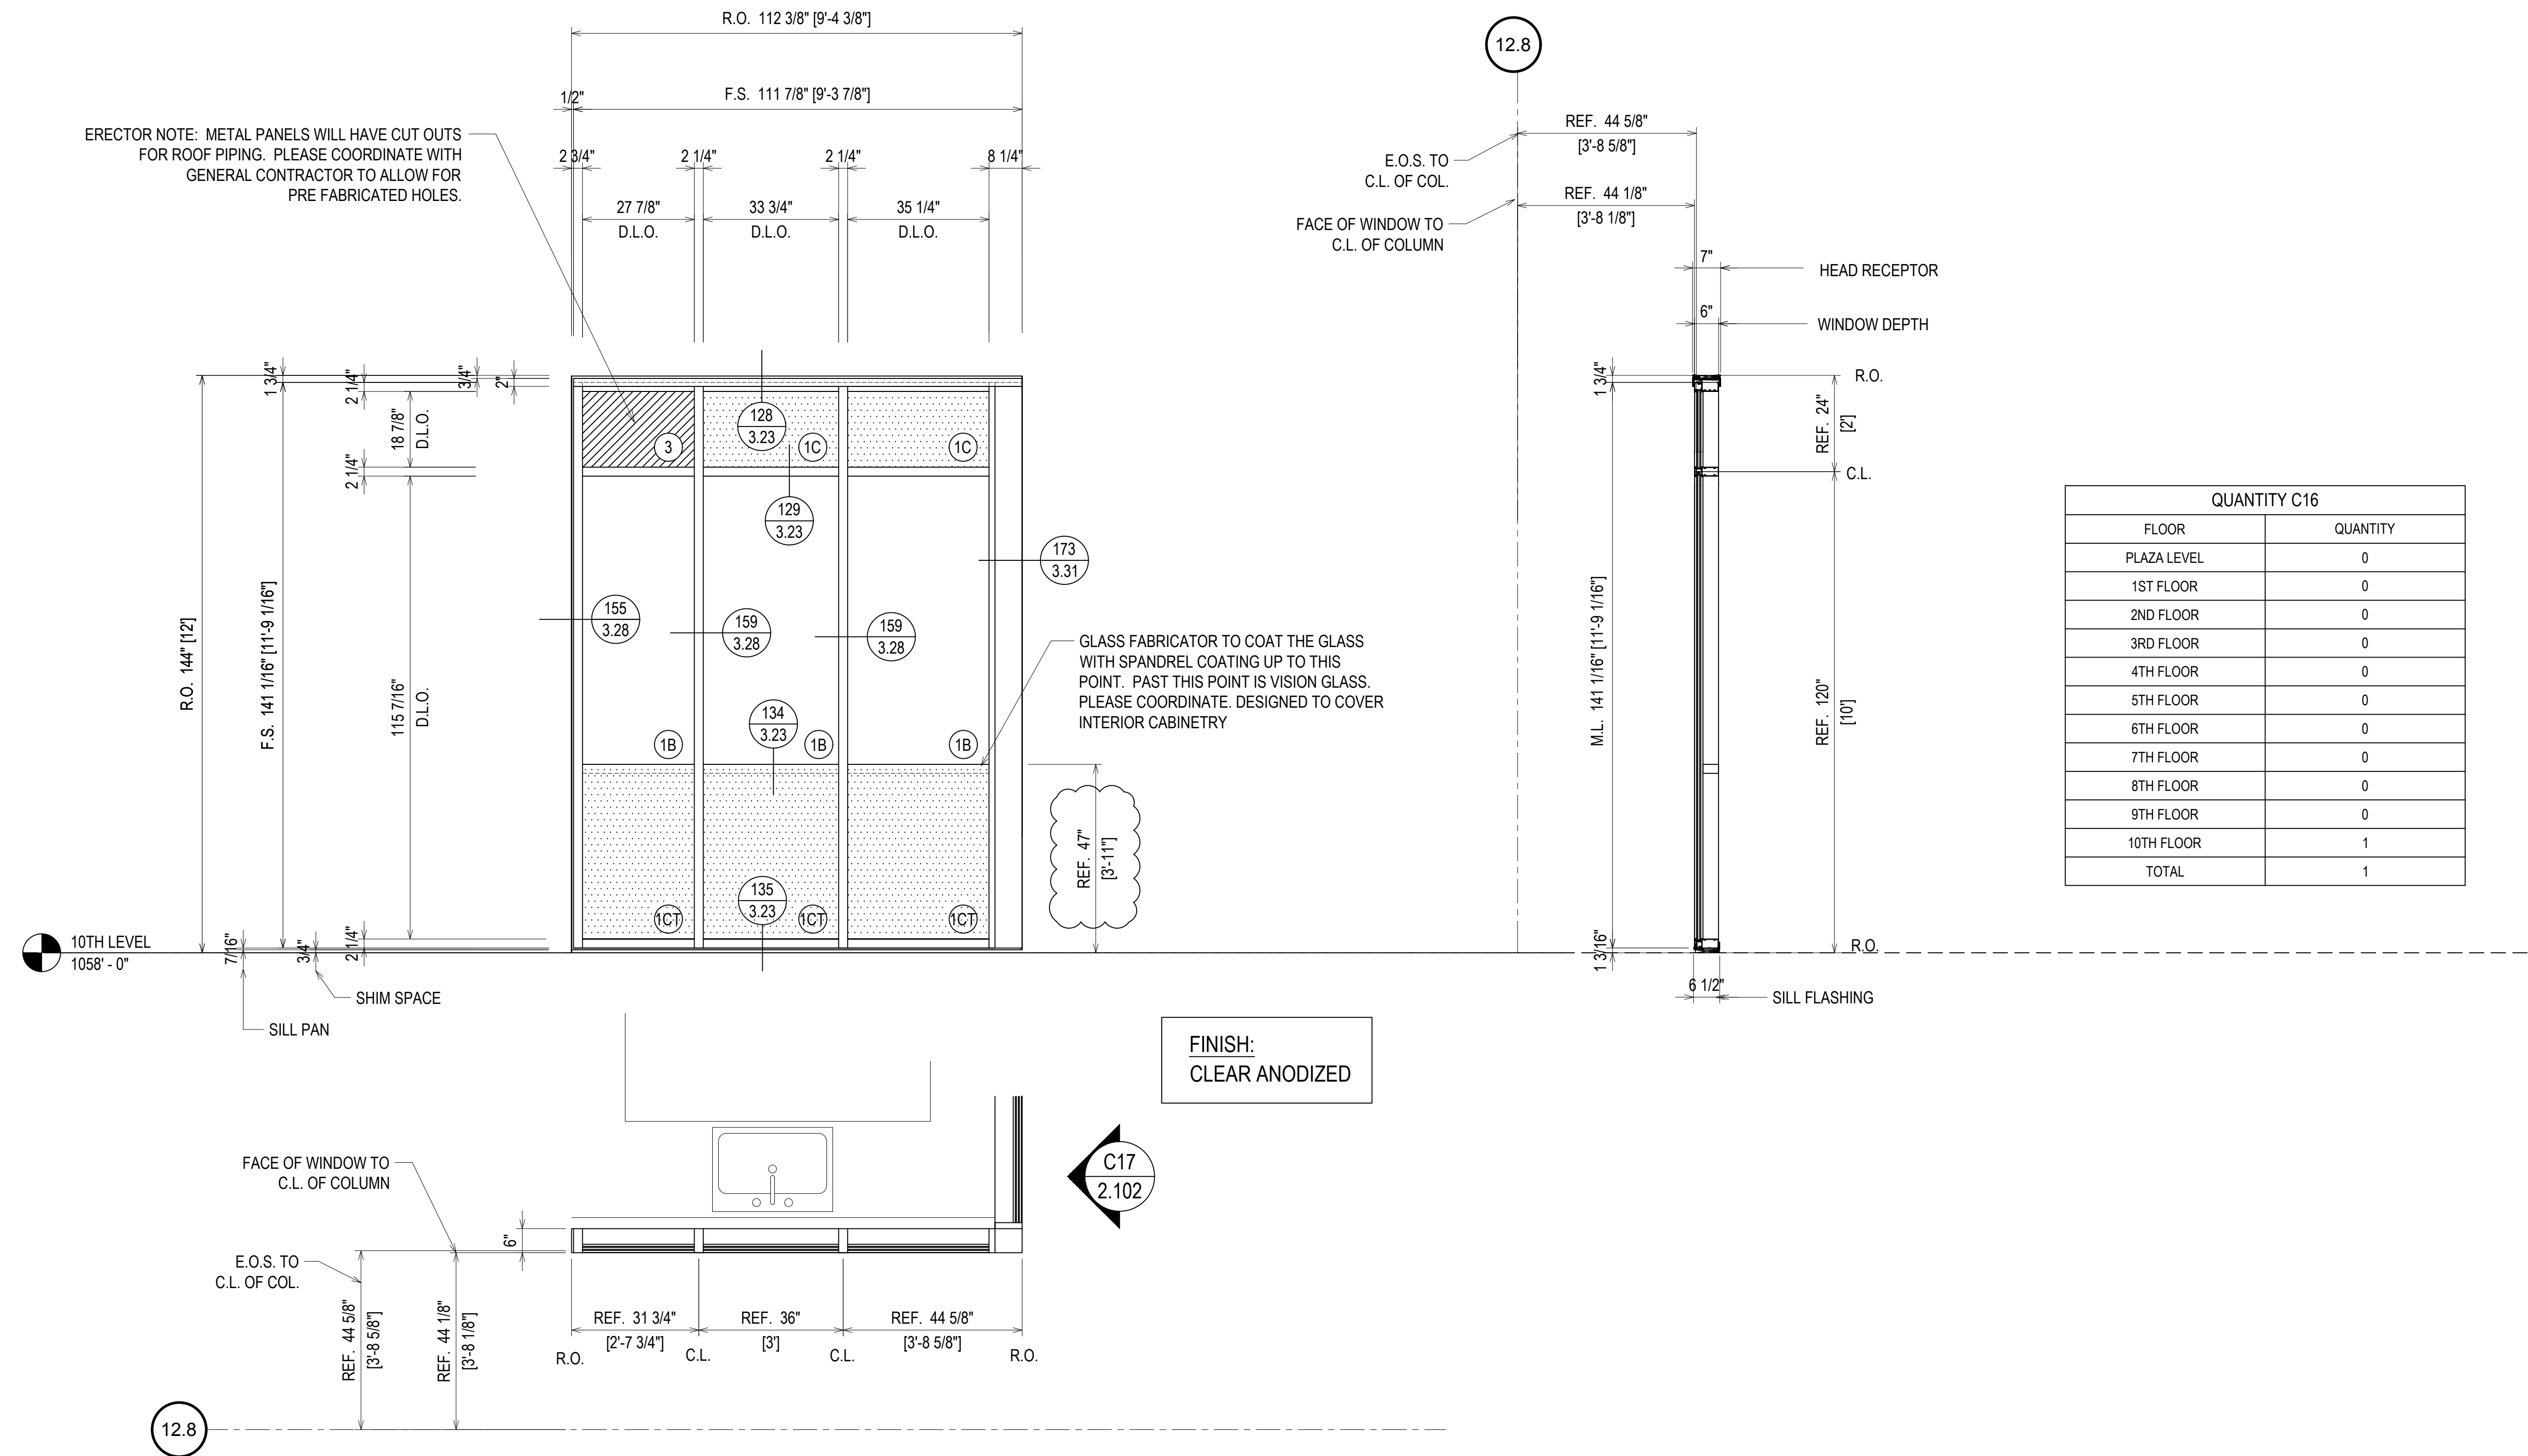 R.O. 112 3/8" [9'-4 3/8"]
F.S. 111 7/8" [9'-3 7/8"]
1/2"
ERECTOR NOTE: METAL PANELS WILL HAVE CUT OUTS
FOR ROOF PIPING. PLEASE COORDINATE WITH
GENERAL CONTRACTOR TO ALLOW FOR
PRE FABRICATED HOLES.
2 3/4"
2 1/4"
2 1/4"
8 1/4"
27 7/8"
D.L.O.
33 3/4"
D.L.O.
35 1/4"
D.L.O.
R.O. 144" [12']
1 3/4"
F.S. 141 1/16" [11'-9 1/16"]
2 1/4"
18 7/8"
D.L.O.
2 1/4"
115 7/16"
D.L.O.
3/4"
2"
128
3.23
3
1C
1C
129
3.23
173
3.31
155
3.28
159
3.28
159
3.28
134
3.23
1B
1B
1B
135
3.23
1CT
1CT
1CT
GLASS FABRICATOR TO COAT THE GLASS
WITH SPANDREL COATING UP TO THIS
POINT. PAST THIS POINT IS VISION GLASS.
PLEASE COORDINATE. DESIGNED TO COVER
INTERIOR CABINETRY
REF. 47"
[3'-11"]
10TH LEVEL
1058' - 0"
7/16"
3/4"
2 1/4"
SHIM SPACE
SILL PAN
12.8
REF. 44 5/8"
[3'-8 5/8"]
E.O.S. TO
C.L. OF COL.
REF. 44 1/8"
[3'-8 1/8"]
FACE OF WINDOW TO
C.L. OF COLUMN
7"
HEAD RECEPTOR
6"
WINDOW DEPTH
1 3/4"
R.O.
REF. 24"
[2']
C.L.
M.L. 141 1/16" [11'-9 1/16"]
REF. 120"
[10']
1 3/16"
R.O.
6 1/2"
SILL FLASHING
QUANTITY C16
FLOOR QUANTITY
PLAZA LEVEL 0
1ST FLOOR 0
2ND FLOOR 0
3RD FLOOR 0
4TH FLOOR 0
5TH FLOOR 0
6TH FLOOR 0
7TH FLOOR 0
8TH FLOOR 0
9TH FLOOR 0
10TH FLOOR 1
TOTAL 1
FINISH:
CLEAR ANODIZED
C17
2.102
FACE OF WINDOW TO
C.L. OF COLUMN
6"
E.O.S. TO
C.L. OF COL.
REF. 44 5/8"
[3'-8 5/8"]
REF. 44 1/8"
[3'-8 1/8"]
REF. 31 3/4"
[2'-7 3/4"]
REF. 36"
[3']
REF. 44 5/8"
[3'-8 5/8"]
R.O.
C.L.
C.L.
R.O.
12.8